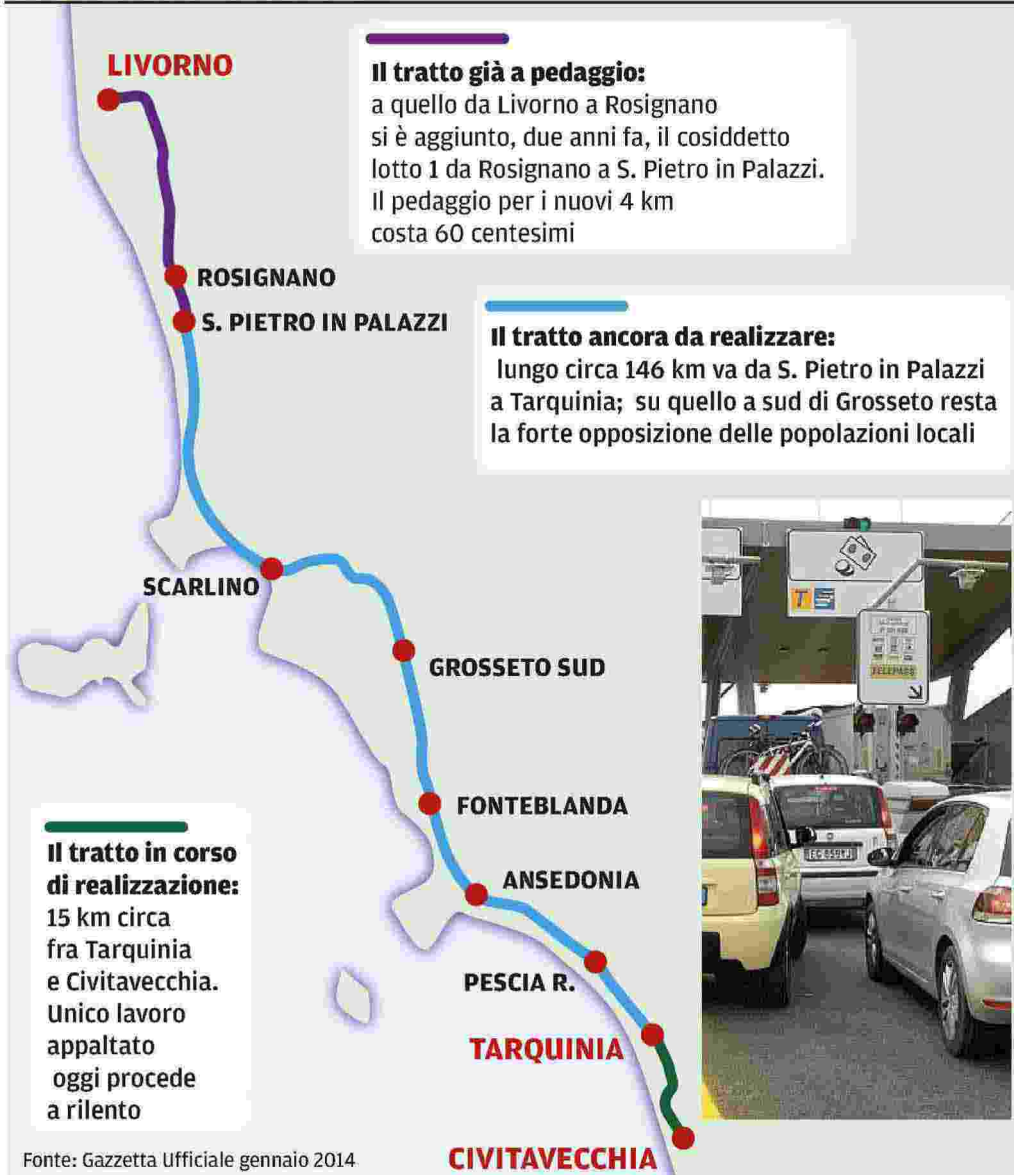 LIVORNO
Il tratto già a pedaggio:
a quello da Livorno a Rosignano
si è aggiunto, due anni fa, il cosiddetto
lotto 1 da Rosignano a S. Pietro in Palazzi.
Il pedaggio per i nuovi 4 km
costa 60 centesimi
ROSIGNANO
S. PIETRO IN PALAZZI
Il tratto ancora da realizzare:
lungo circa 146 km va da S. Pietro in Palazzi
a Tarquinia; su quello a sud di Grosseto resta
la forte opposizione delle popolazioni locali
SCARLINO
GROSSETO SUD
FONTEBLANDA
ANSEDONIA
PESCIA R.
TARQUINIA
CIVITAVECCHIA
Il tratto in corso
di realizzazione:
15 km circa
fra Tarquinia
e Civitavecchia.
Unico lavoro
appaltato
oggi procede
a rilento
Fonte: Gazzetta Ufficiale gennaio 2014
T S
TELEPASS